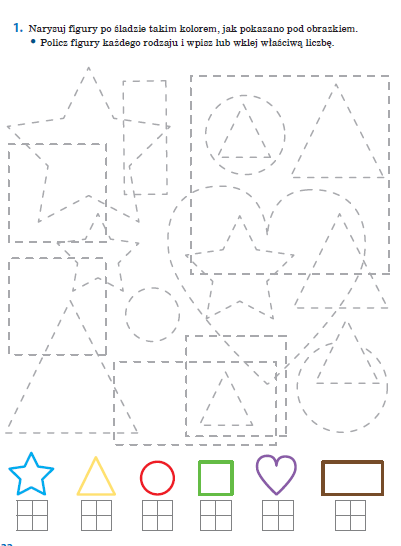 1. Narysuj figury po śladzie takim kolorem, jak pokazano pod obrazkiem.
• Policz figury każdego rodzaju i wpisz lub wklej właściwą liczbę.